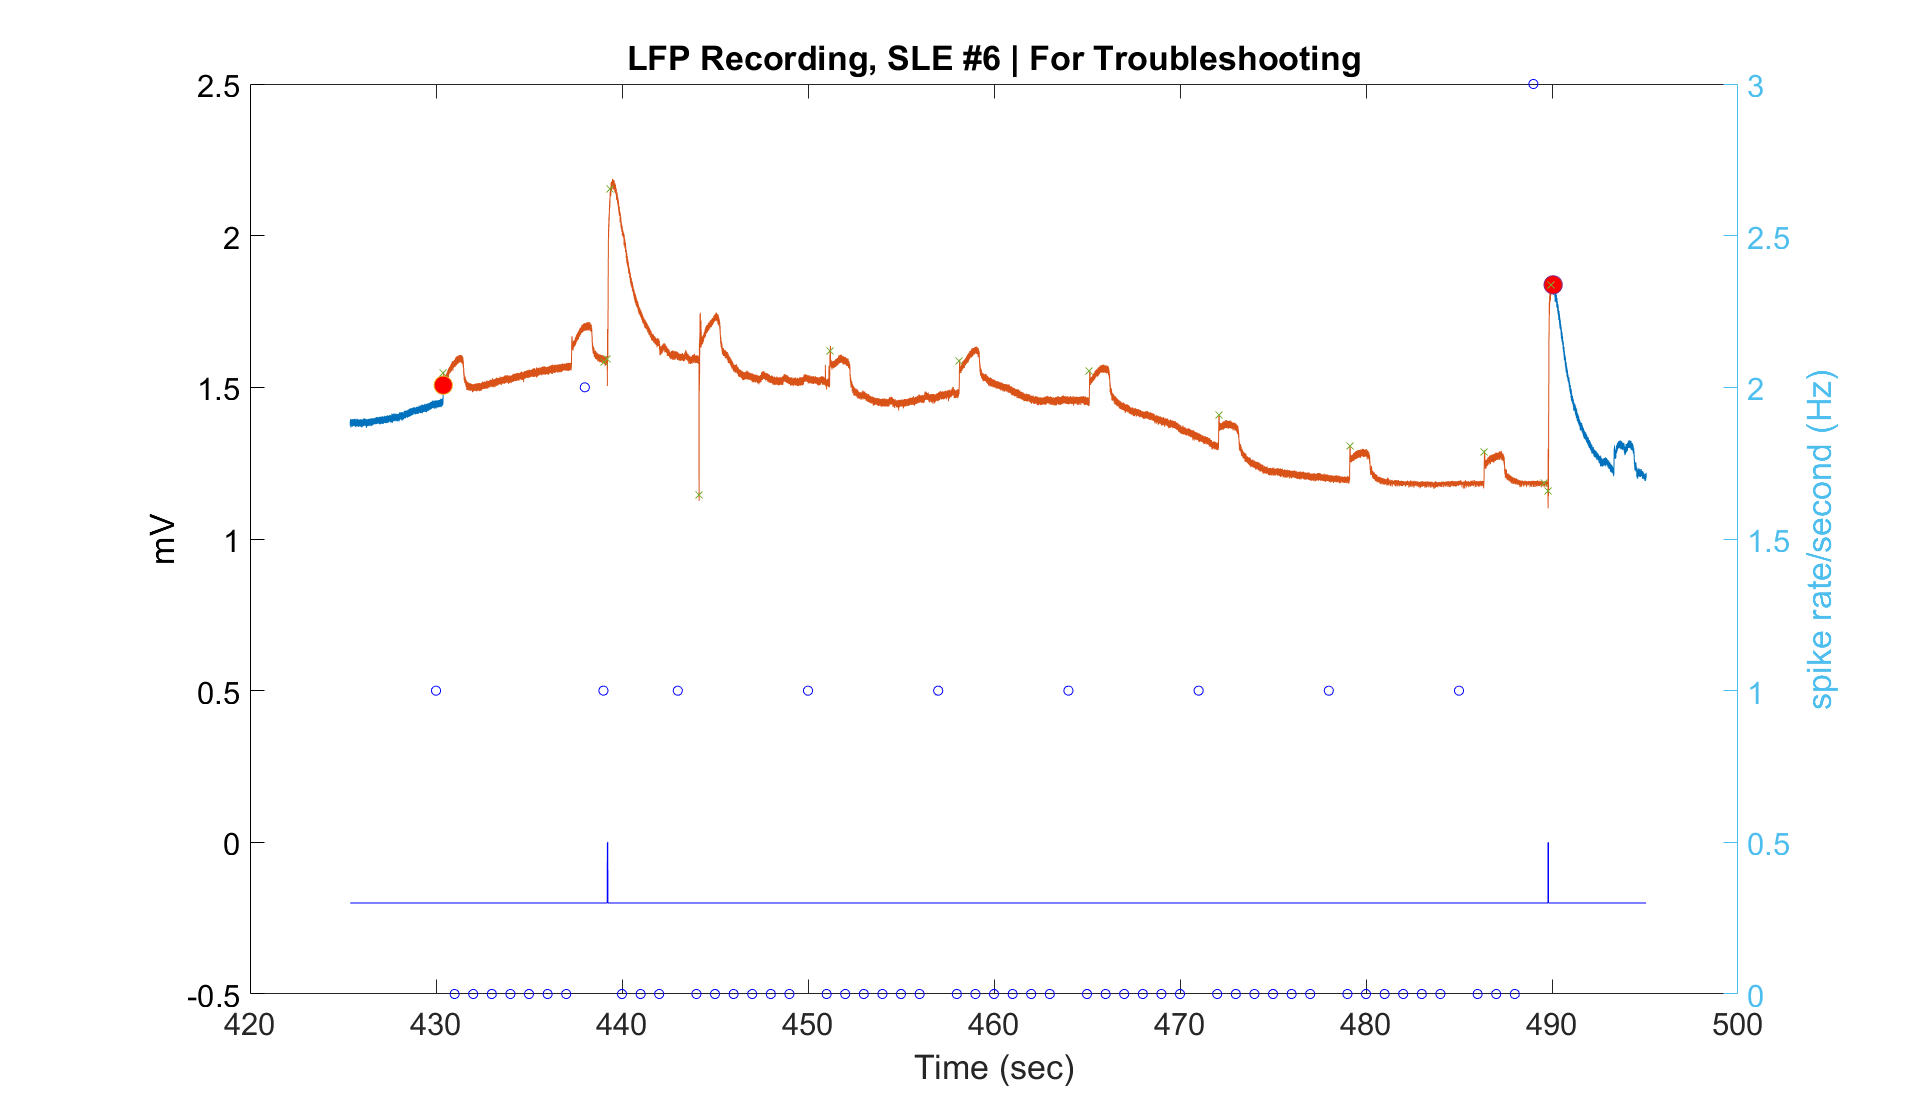 LFP Recording, SLE #6 | For Troubleshooting
2.5
2
1.5
1
0.5
0
-0.5
mV
3
2.5
2
1.5
1
0.5
0
spike rate/second (Hz)
420 430 440 450 460 470 480 490 500
Time (sec)